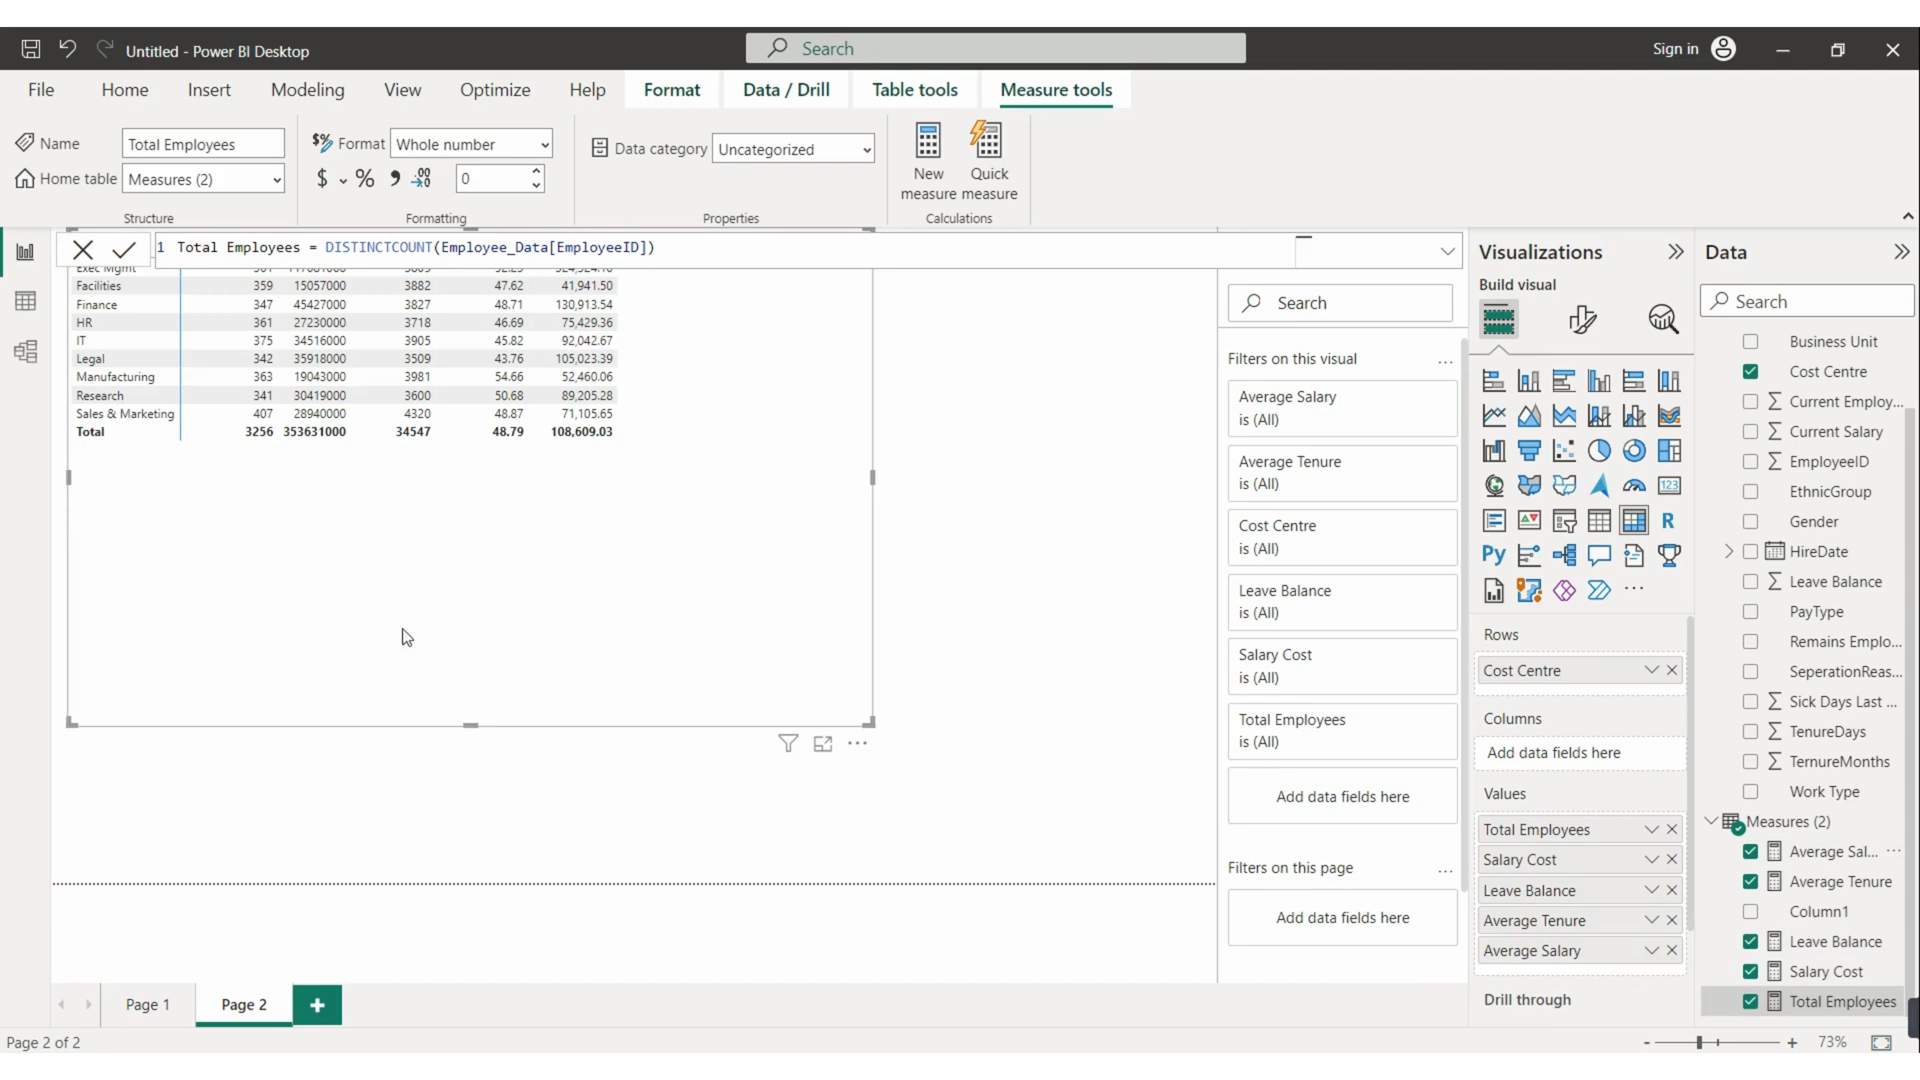 Untitled - Power BI Desktop
Search
Sign in
File Home Insert Modeling View Optimize Help Format Data / Drill Table tools Measure tools
Name Total Employees
Format Whole number
Data category Uncategorized
New measure
Quick measure
Home table Measures (2)
$ % 0
Structure Formatting Properties Calculations
1 Total Employees = DISTINCTCOUNT(Employee_Data[EmployeeID])
Exec Mgmt
Facilities 359 15057000 3882 47.62 41,941.50
Finance 347 45427000 3827 48.71 130,913.54
HR 361 27230000 3718 46.69 75,429.36
IT 375 34516000 3905 45.82 92,042.67
Legal 342 35918000 3509 43.76 105,023.39
Manufacturing 363 19043000 3981 54.66 52,460.06
Research 341 30419000 3600 50.68 89,205.28
Sales & Marketing 407 28940000 4320 48.87 71,105.65
Total 3256 353631000 34547 48.79 108,609.03
Search
Filters on this visual ...
Average Salary
is (All)
Average Tenure
is (All)
Cost Centre
is (All)
Leave Balance
is (All)
Salary Cost
is (All)
Total Employees
is (All)
Add data fields here
Filters on this page ...
Add data fields here
Visualizations
Build visual
123
R
Py
...
Rows
Cost Centre
Columns
Add data fields here
Values
Total Employees
Salary Cost
Leave Balance
Average Tenure
Average Salary
Drill through
Data
Search
Business Unit
Cost Centre
Current Employ...
Current Salary
EmployeeID
EthnicGroup
Gender
HireDate
Leave Balance
PayType
Remains Emplo...
SeperationReas...
Sick Days Last ...
TenureDays
TernureMonths
Work Type
Measures (2)
Average Sal... ...
Average Tenure
Column1
Leave Balance
Salary Cost
Total Employees
Page 1 Page 2 +
Page 2 of 2
- + 73%